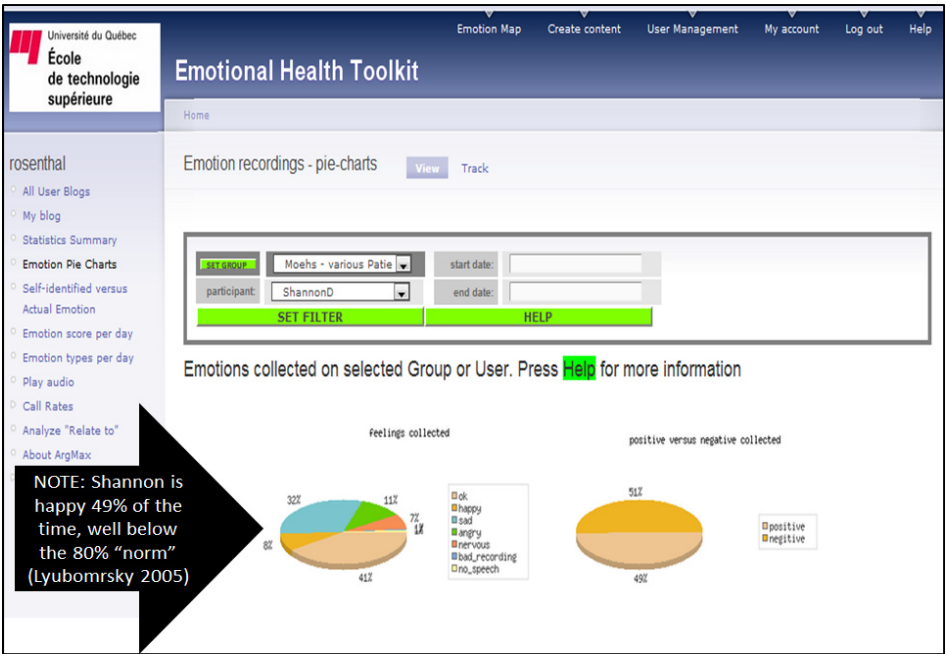 Université du Québec
École
de technologie
supérieure
Emotion Map Create content User Management My account Log out Help
Emotional Health Toolkit
Home
rosenthal
All User Blogs
My blog
Statistics Summary
Emotion Pie Charts
Self-identified versus
Actual Emotion
Emotion score per day
Emotion types per day
Play audio
Call Rates
Analyze "Relate to"
About ArgMax
NOTE: Shannon is
happy 49% of the
time, well below
the 80% “norm”
(Lyubomrsky 2005)
Emotion recordings - pie-charts View Track
SET GROUP Moehs - various Patie start date:
participant: ShannonD end date:
SET FILTER HELP
Emotions collected on selected Group or User. Press Help for more information
feelings collected
32%
11%
7%
1%
8%
41%
ok
happy
sad
angry
nervous
bad_recording
no_speech
positive versus negative collected
51%
49%
positive
negitive